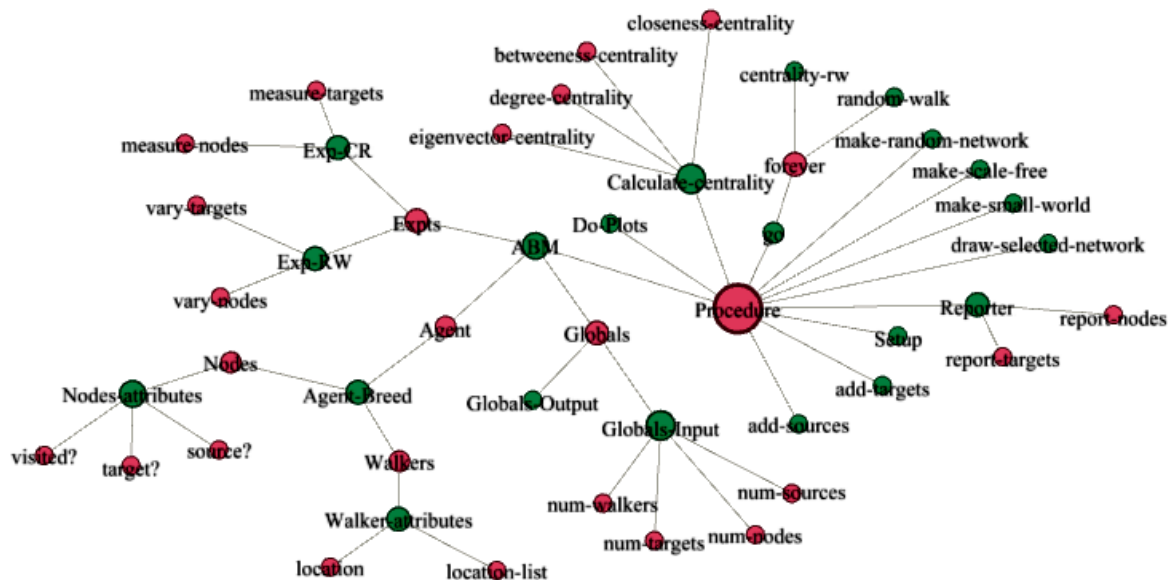 closeness-centrality
betweeness-centrality
centrality-rw
measure-targets
degree-centrality
random-walk
eigenvector-centrality
make-random-network
measure-nodes
Exp-CR
forever
make-scale-free
Calculate-centrality
vary-targets
make-small-world
Expts
Do-Plots
go
ABM
draw-selected-network
Exp-RW
vary-nodes
Procedure
Reporter
report-nodes
Agent
Globals
Setup
report-targets
Nodes
Nodes-attributes
Agent-Breed
add-targets
Globals-Output
Globals-Input
add-sources
visited?
target?
source?
Walkers
num-walkers
num-sources
Walker-attributes
num-targets
num-nodes
location
location-list